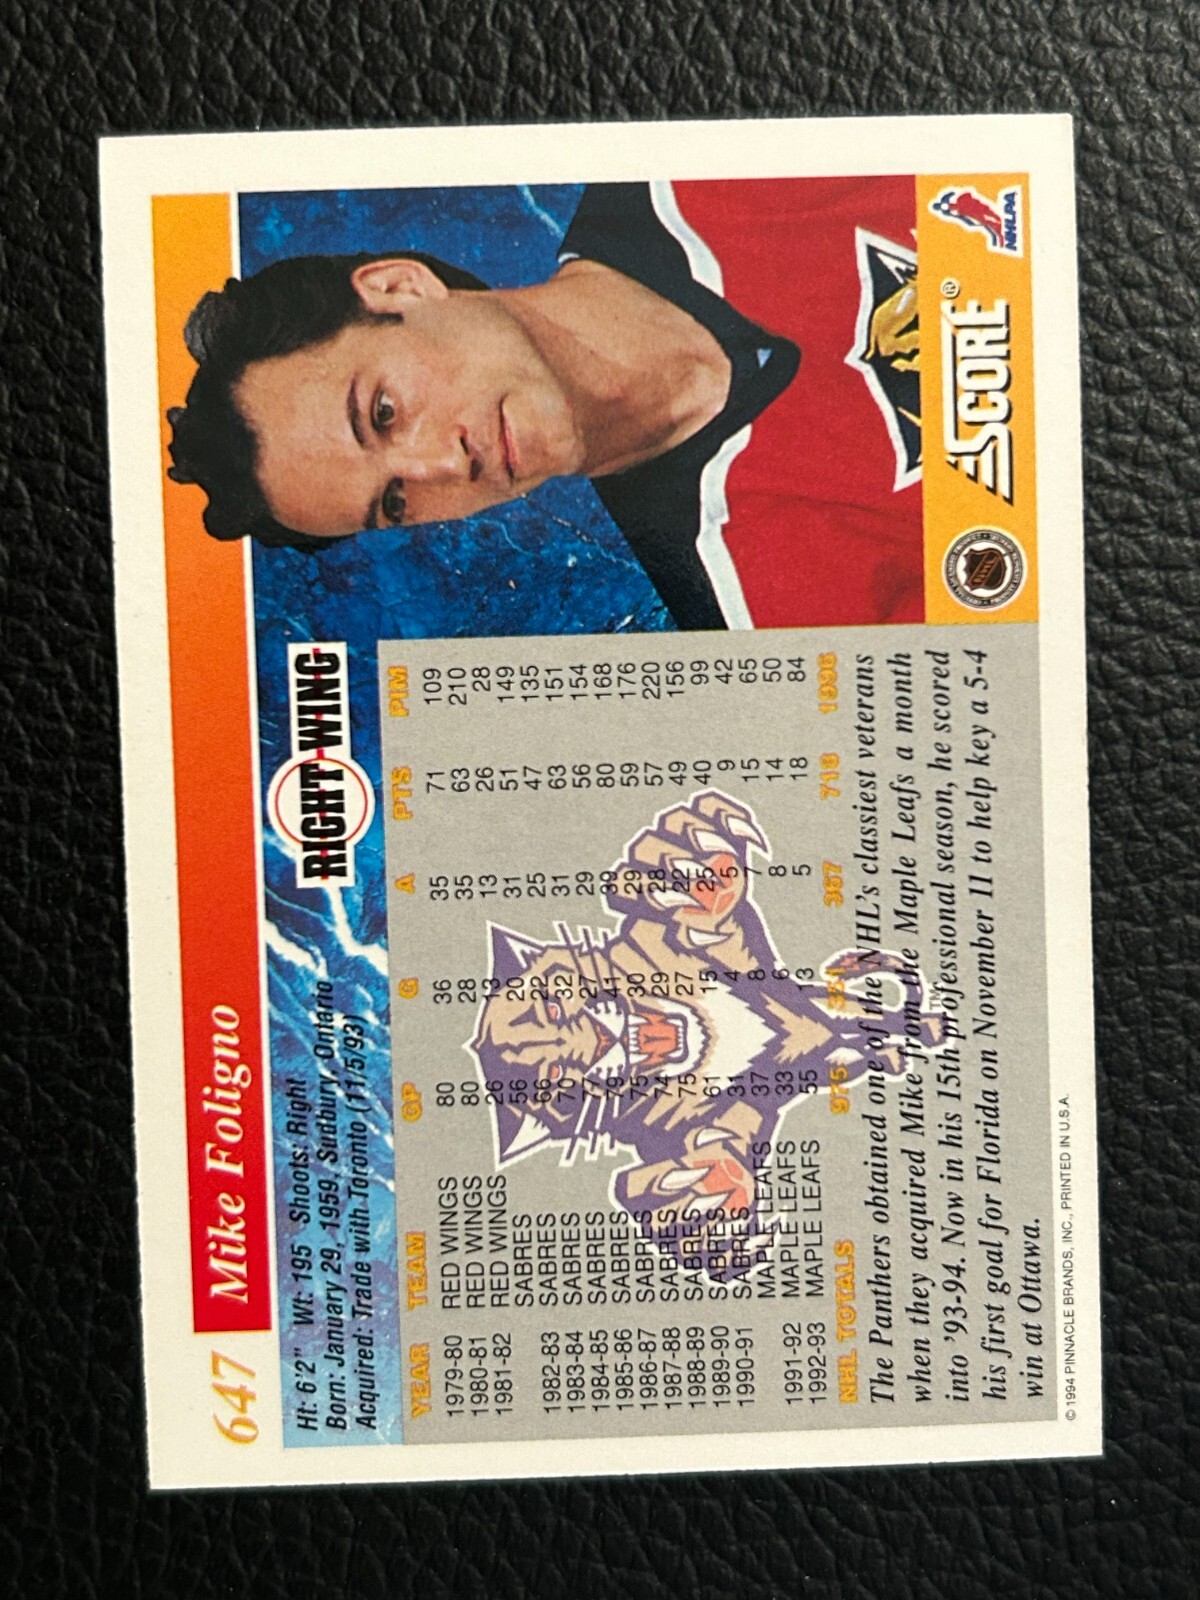 647 Mike Foligno
RIGHT WING
Ht: 6'2" Wt: 195 Shoots: Right
Born: January 29, 1959, Sudbury, Ontario
Acquired: Trade with Toronto (11/5/93)
YEAR TEAM GP G A PTS PIM
1979-80 RED WINGS 80 36 35 71 109
1980-81 RED WINGS 80 28 35 63 210
1981-82 RED WINGS 26 13 13 26 28
SABRES 56 20 31 51 149
1982-83 SABRES 66 22 25 47 135
1983-84 SABRES 70 32 31 63 151
1984-85 SABRES 77 27 29 56 154
1985-86 SABRES 79 41 39 80 168
1986-87 SABRES 75 30 29 59 176
1987-88 SABRES 74 29 28 57 220
1988-89 SABRES 75 27 22 49 156
1989-90 SABRES 61 15 25 40 99
1990-91 SABRES 31 4 5 9 42
MAPLE LEAFS 37 8 7 15 65
1991-92 MAPLE LEAFS 33 6 8 14 50
1992-93 MAPLE LEAFS 55 13 5 18 84
NHL TOTALS 975 351 367 718 1996
TM
The Panthers obtained one of the NHL's classiest veterans
when they acquired Mike from the Maple Leafs a month
into '93-94. Now in his 15th professional season, he scored
his first goal for Florida on November 11 to help key a 5-4
win at Ottawa.
SCORE®
NHLPA
© 1994 PINNACLE BRANDS, INC., PRINTED IN U.S.A.